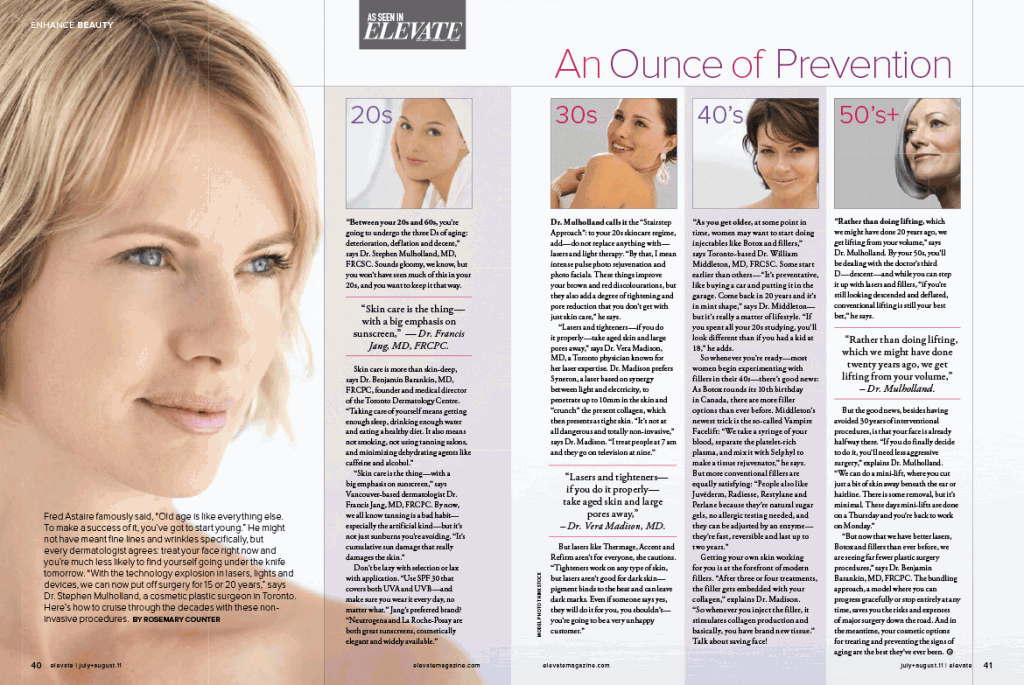 ENHANCE BEAUTY
AS SEEN IN
ELEVATE
An Ounce of Prevention
Fred Astaire famously said, “Old age is like everything else.
To make a success of it, you’ve got to start young.” He might
not have meant fine lines and wrinkles specifically, but
every dermatologist agrees: treat your face right now and
you’re much less likely to find yourself going under the knife
tomorrow. “With the technology explosion in lasers, lights and
devices, we can now put off surgery for 15 or 20 years,” says
Dr. Stephen Mulholland, a cosmetic plastic surgeon in Toronto.
Here’s how to cruise through the decades with these non-
invasive procedures. BY ROSEMARY COUNTER
20s
“Between your 20s and 60s, you’re
going to undergo the three Ds of aging:
deterioration, deflation and decent,”
says Dr. Stephen Mulholland, MD,
FRCSC. Sounds gloomy, we know, but
you won’t have seen much of this in your
20s, and you want to keep it that way.
“Skin care is the thing—
with a big emphasis on
sunscreen,” — Dr. Francis
Jang, MD, FRCPC.
Skin care is more than skin-deep,
says Dr. Benjamin Barankin, MD,
FRCPC, founder and medical director
of the Toronto Dermatology Centre.
“Taking care of yourself means getting
enough sleep, drinking enough water
and eating a healthy diet. It also means
not smoking, not using tanning salons,
and minimizing dehydrating agents like
caffeine and alcohol.”
“Skin care is the thing—with a
big emphasis on sunscreen,” says
Vancouver-based dermatologist Dr.
Francis Jang, MD, FRCPC. By now,
we all know tanning is a bad habit—
especially the artificial kind—but it’s
not just sunburns you’re avoiding. “It’s
cumulative sun damage that really
damages the skin.”
Don’t be lazy with selection or lax
with application. “Use SPF 30 that
covers both UVA and UVB—and
make sure you wear it every day, no
matter what.” Jang’s preferred brand?
“Neutrogena and La Roche-Posay are
both great sunscreens, cosmetically
elegant and widely available.”
30s
Dr. Mulholland calls it the “Stairstep
Approach”: to your 20s skincare regime,
add—do not replace anything with—
lasers and light therapy. “By that, I mean
intense pulse photo rejuvenation and
photo facials. These things improve
your brown and red discolourations, but
they also add a degree of tightening and
pore reduction that you don’t get with
just skin care,” he says.
“Lasers and tighteners—if you do
it properly—take aged skin and large
pores away,” says Dr. Vera Madison,
MD, a Toronto physician known for
her laser expertise. Dr. Madison prefers
Syneron, a laser based on synergy
between light and electricity, to
penetrate up to 10mm in the skin and
“crunch” the present collagen, which
then presents as tight skin. “It’s not at
all dangerous and totally non-invasive,”
says Dr. Madison. “I treat people at 7 am
and they go on television at nine.”
“Lasers and tighteners—
if you do it properly—
take aged skin and large
pores away,”
– Dr. Vera Madison, MD.
But lasers like Thermage, Accent and
Refirm aren’t for everyone, she cautions.
“Tighteners work on any type of skin,
but lasers aren’t good for dark skin—
pigment binds to the beat and can leave
dark marks. Even if someone says yes,
they will do it for you, you shouldn’t—
you’re going to be a very unhappy
customer.”
MODEL PHOTO THINKSTOCK
40’s
“As you get older, at some point in
time, women may want to start doing
injectables like Botox and fillers,”
says Toronto-based Dr. William
Middleton, MD, FRCSC. Some start
earlier than others—“It’s preventative,
like buying a car and putting it in the
garage. Come back in 20 years and it’s
in mint shape,” says Dr. Middleton—
but it’s really a matter of lifestyle. “If
you spent all your 20s studying, you’ll
look different than if you had a kid at
18,” he adds.
So whenever you’re ready—most
women begin experimenting with
fillers in their 40s—there’s good news:
As Botox rounds its 10th birthday
in Canada, there are more filler
options than ever before. Middleton’s
newest trick is the so-called Vampire
Facelift: “We take a syringe of your
blood, separate the platelet-rich
plasma, and mix it with Selphyl to
make a tissue rejuvenator,” he says.
But more conventional fillers are
equally satisfying: “People also like
Juvéderm, Radiesse, Restylane and
Perlane because they’re natural sugar
gels, no allergic testing needed, and
they can be adjusted by an enzyme—
they’re fast, reversible and last up to
two years.”
Getting your own skin working
for you is at the forefront of modern
fillers. “After three or four treatments,
the filler gets embedded with your
collagen,” explains Dr. Madison.
“So whenever you inject the filler, it
stimulates collagen production and
basically, you have brand new tissue.”
Talk about saving face!
50’s+
“Rather than doing lifting, which
we might have done 20 years ago, we
get lifting from your volume,” says
Dr. Mulholland. By your 50s, you’ll
be dealing with the doctor’s third
D—descent—and while you can step
it up with lasers and fillers, “if you’re
still looking descended and deflated,
conventional lifting is still your best
bet,” he says.
“Rather than doing lifting,
which we might have done
twenty years ago, we get
lifting from your volume,”
– Dr. Mulholland.
But the good news, besides having
avoided 30 years of interventional
procedures, is that your face is already
halfway there. “If you do finally decide
to do it, you’ll need less aggressive
surgery,” explains Dr. Mulholland.
“We can do a mini-lift, where you cut
just a bit of skin away beneath the ear or
hairline. There is some removal, but it’s
minimal. These days mini-lifts are done
on a Thursday and you’re back to work
on Monday.”
“But now that we have better lasers,
Botox and fillers than ever before, we
are seeing far fewer plastic surgery
procedures,” says Dr. Benjamin
Barankin, MD, FRCPC. The bundling
approach, a model where you can
progress gracefully or stop entirely at any
time, saves you the risks and expenses
of major surgery down the road. And in
the meantime, your cosmetic options
for treating and preventing the signs of
aging are the best they’ve ever been.
40 elevate | july+august.11
elevatemagazine.com
elevatemagazine.com
july+august.11 | elevate 41